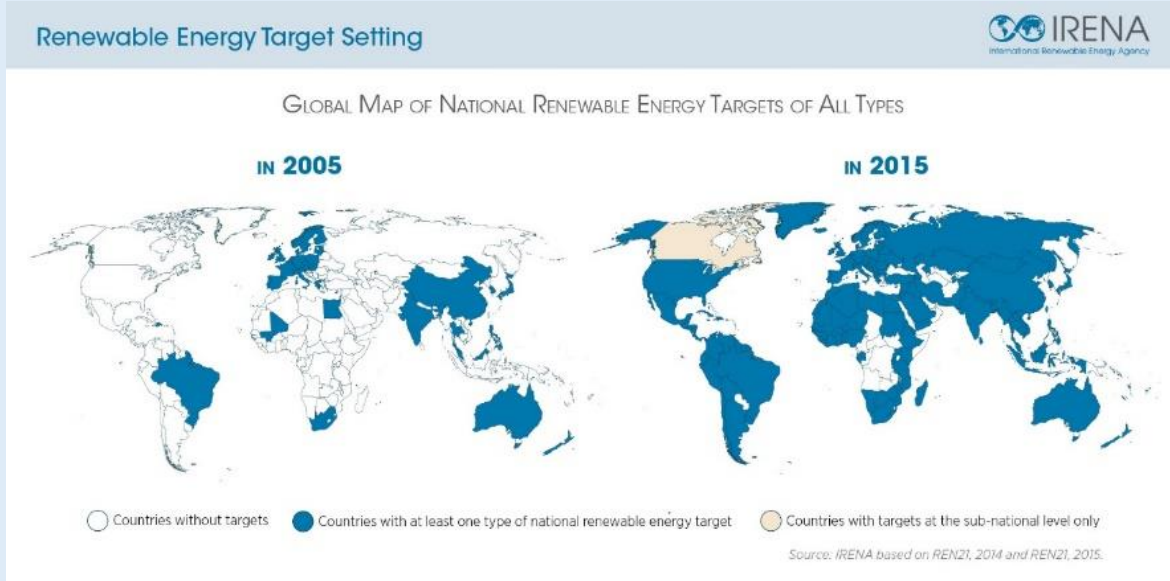 Renewable Energy Target Setting
IRENA
International Renewable Energy Agency
GLOBAL MAP OF NATIONAL RENEWABLE ENERGY TARGETS OF ALL TYPES
IN 2005
IN 2015
Countries without targets
Countries with at least one type of national renewable energy target
Countries with targets at the sub-national level only
Source: IRENA based on REN21, 2014 and REN21, 2015.